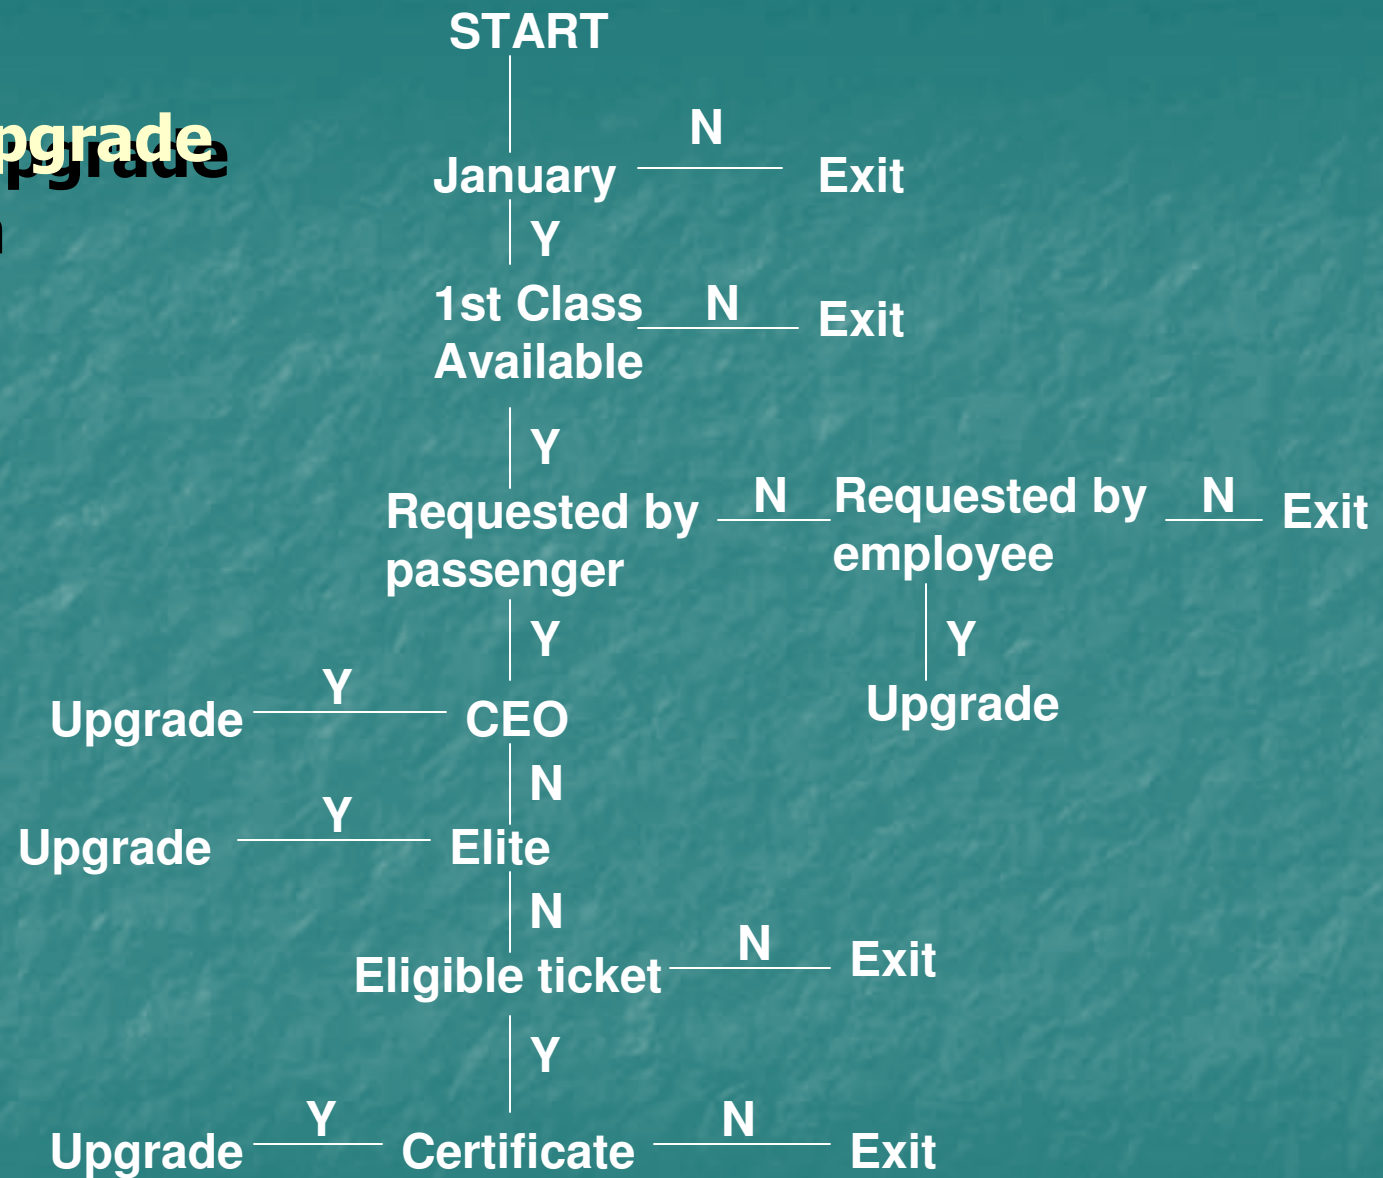 START
pgrade
N
January
Exit
Y
1st Class
Available
N
Exit
Y
Requested by
passenger
N
Requested by
employee
N
Exit
Y
Y
Upgrade
Y
Upgrade
CEO
N
Y
Upgrade
Elite
N
Eligible ticket
N
Exit
Y
Y
Upgrade
Certificate
N
Exit